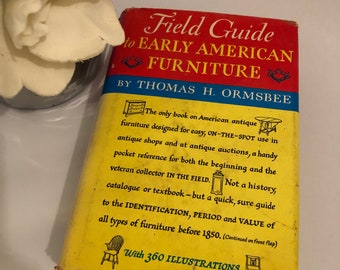 Field Guide
to EARLY AMERICAN
FURNITURE
BY THOMAS H. ORMSBEE
The only book on American antique
furniture designed for easy, ON-THE-SPOT use in
antique shops and at antique auctions, a handy
pocket reference for both the beginning and the
veteran collector IN THE FIELD. Not a history,
catalogue or textbook—but a quick, sure guide
to the IDENTIFICATION, PERIOD and VALUE of
all types of furniture before 1850. (Continued on front flap)
With 360 ILLUSTRATIONS